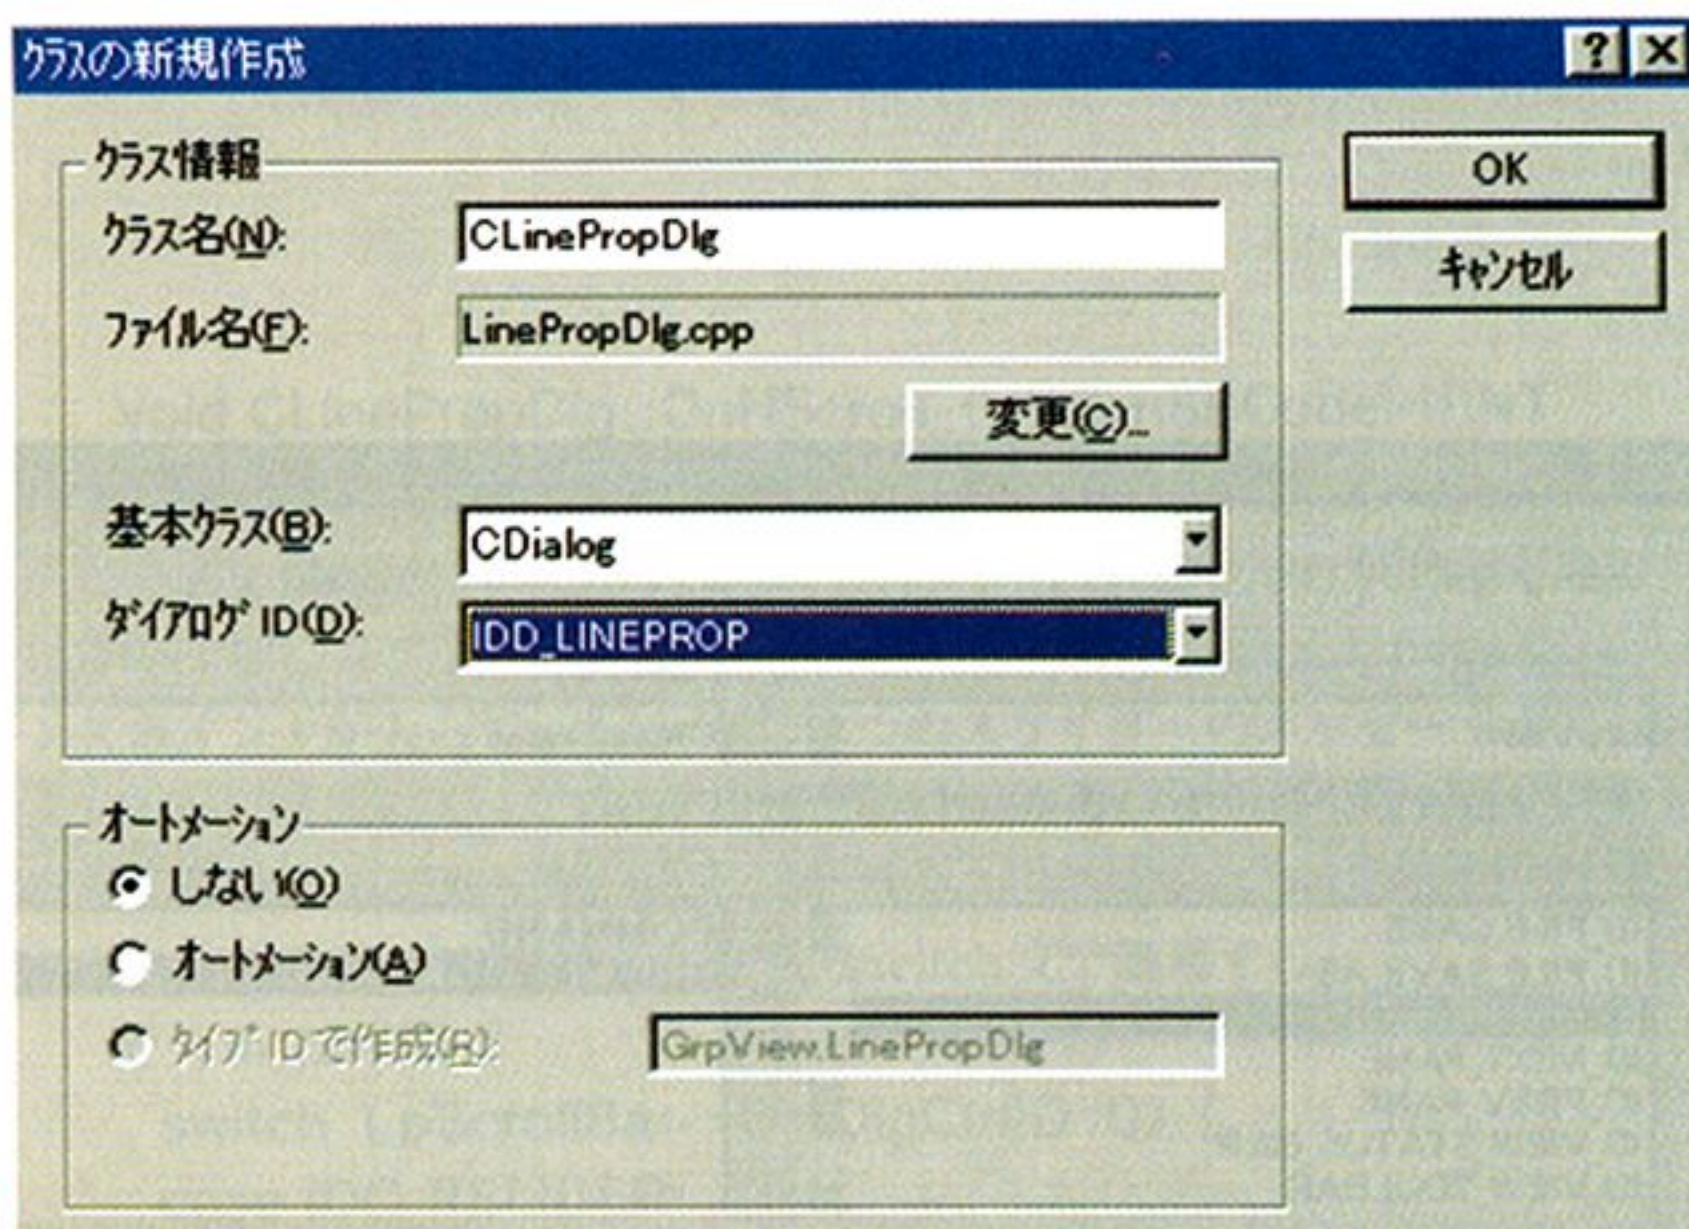 クラスの新規作成
クラス情報
クラス名(N): CLinePropDlg
ファイル名(F): LinePropDlg.cpp
変更(C)...
基本クラス(B): CDialog
ダイアログ ID(D): IDD_LINEPROP
オートメーション
しない(O)
オートメーション(A)
タイプ ID で作成(R): GrpView.LinePropDlg
OK
キャンセル